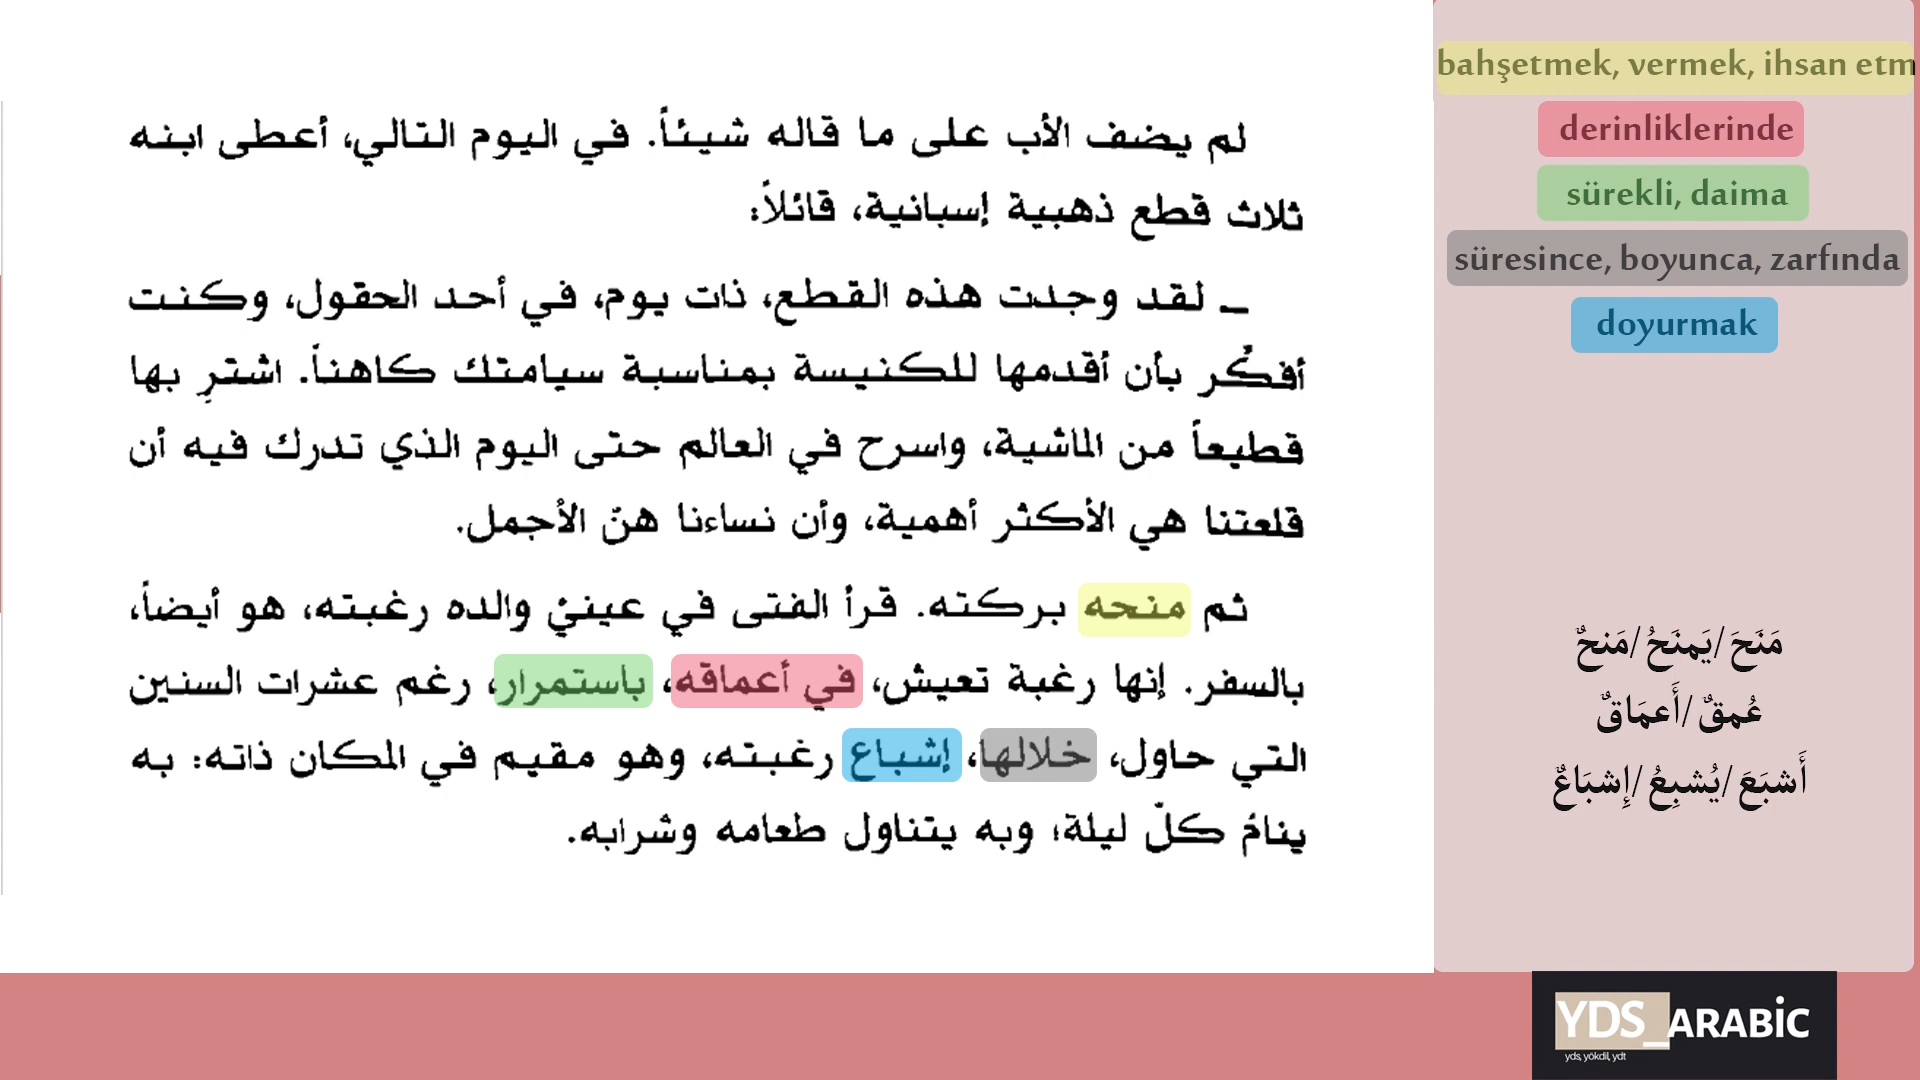 لم يضف الأب على ما قاله شيئاً. في اليوم التالي، أعطى ابنه
ثلاث قطع ذهبية إسبانية، قائلاً:
ـ لقد وجدت هذه القطع، ذات يوم، في أحد الحقول، وكنت
أفكُر بأن أقدمها للكنيسة بمناسبة سيامتك كاهناً. اشترِ بها
قطيعاً من الماشية، واسرح في العالم حتى اليوم الذي تدرك فيه أن
قلعتنا هي الأكثر أهمية، وأن نساءنا هنّ الأجمل.
ثم منحه بركته. قرأ الفتى في عينيْ والده رغبته، هو أيضاً،
بالسفر. إنها رغبة تعيش، في أعماقه، باستمرار، رغم عشرات السنين
التي حاول، خلالها، إشباع رغبته، وهو مقيم في المكان ذاته: به
ينامُ كلّ ليلة؛ وبه يتناول طعامه وشرابه.
bahşetmek, vermek, ihsan etm
derinliklerinde
sürekli, daima
süresince, boyunca, zarfında
doyurmak
مَنَحَ/يَمنَحُ/مَنحٌ
عُمقٌ/أَعمَاقٌ
أَشبَعَ/يُشبِعُ/إِشبَاعٌ
YDS_ARABİC
yds, yökdil, ydt